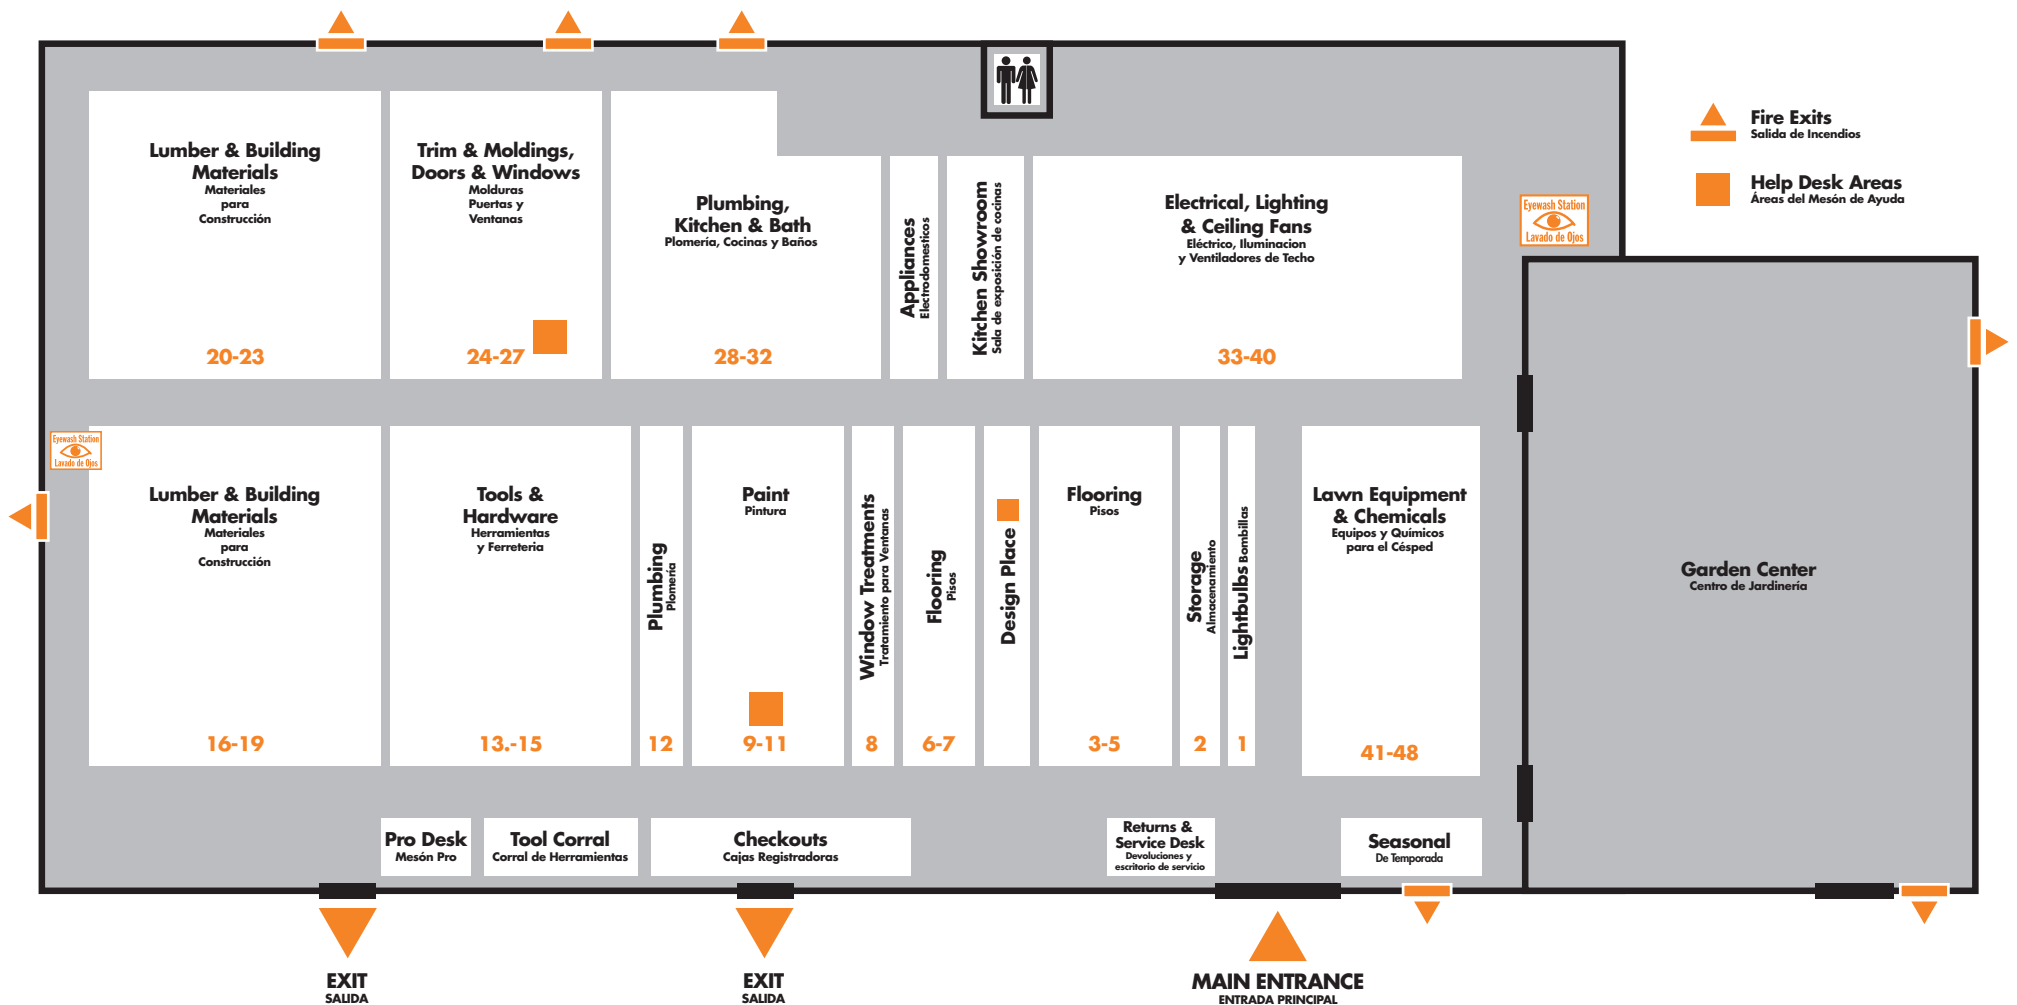 Lumber & Building
Materials
Materiales
para
Construcción
20-23
Trim & Moldings,
Doors & Windows
Molduras
Puertas y
Ventanas
24-27
Plumbing,
Kitchen & Bath
Plomería, Cocinas y Baños
28-32
Appliances
Electrodomesticos
Kitchen Showroom
Sala de exposición de cocinas
Electrical, Lighting
& Ceiling Fans
Eléctrico, Iluminacion
y Ventiladores de Techo
33-40
Eyewash Station
Lavado de Ojos
Fire Exits
Salida de Incendios
Help Desk Areas
Áreas del Mesón de Ayuda
Eyewash Station
Lavado de Ojos
Lumber & Building
Materials
Materiales
para
Construcción
16-19
Tools &
Hardware
Herramientas
y Ferreteria
13.-15
Plumbing
Plomería
12
Paint
Pintura
9-11
Window Treatments
Tratamiento para Ventanas
8
Flooring
Pisos
6-7
Design Place
Flooring
Pisos
3-5
Storage
Almacenamiento
2
Lightbulbs Bombillas
1
Lawn Equipment
& Chemicals
Equipos y Químicos
para el Césped
41-48
Garden Center
Centro de Jardinería
Pro Desk
Mesón Pro
Tool Corral
Corral de Herramientas
Checkouts
Cajas Registradoras
Returns &
Service Desk
Devoluciones y
escritorio de servicio
Seasonal
De Temporada
EXIT
SALIDA
EXIT
SALIDA
MAIN ENTRANCE
ENTRADA PRINCIPAL